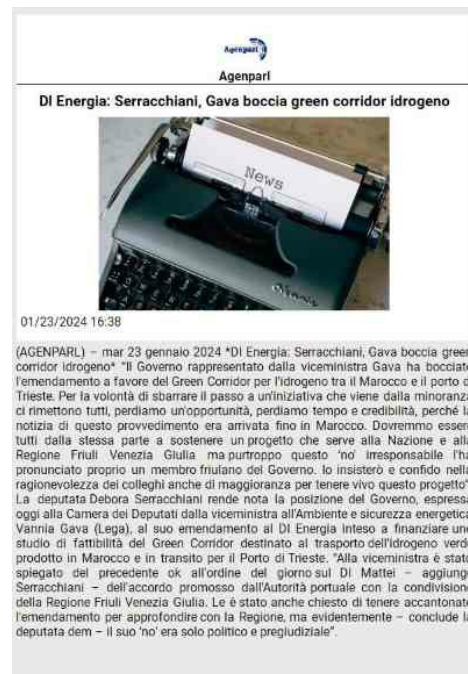 Agenparl
Agenparl
DI Energia: Serracchiani, Gava boccia green corridor idrogeno
News
Olympia
01/23/2024 16:38
(AGENPARL) – mar 23 gennaio 2024 *DI Energia: Serracchiani, Gava boccia green
corridor idrogeno* "Il Governo rappresentato dalla viceministra Gava ha bocciato
l'emendamento a favore del Green Corridor per l'idrogeno tra il Marocco e il porto d
Trieste. Per la volontà di sbarrare il passo a un'iniziativa che viene dalla minoranza
ci rimettono tutti, perdiamo un'opportunità, perdiamo tempo e credibilità, perché la
notizia di questo provvedimento era arrivata fino in Marocco. Dovremmo essere
tutti dalla stessa parte a sostenere un progetto che serve alla Nazione e alla
Regione Friuli Venezia Giulia ma purtroppo questo 'no' irresponsabile l'ha
pronunciato proprio un membro friulano del Governo. Io insisterò e confido nella
ragionevolezza dei colleghi anche di maggioranza per tenere vivo questo progetto"
La deputata Debora Serracchiani rende nota la posizione del Governo, espressa
oggi alla Camera dei Deputati dalla viceministra all'Ambiente e sicurezza energetica
Vannia Gava (Lega), al suo emendamento al DI Energia Inteso a finanziare uno
studio di fattibilità del Green Corridor destinato al trasporto dell'idrogeno verde
prodotto in Marocco e in transito per il Porto di Trieste. "Alla viceministra è stato
spiegato del precedente ok all'ordine del giorno sul DI Mattei – aggiunge
Serracchiani – dell'accordo promosso dall'Autorità portuale con la condivisione
della Regione Friuli Venezia Giulia. Le è stato anche chiesto di tenere accantonato
l'emendamento per approfondire con la Regione, ma evidentemente – conclude la
deputata dem – il suo 'no' era solo politico e pregiudiziale".